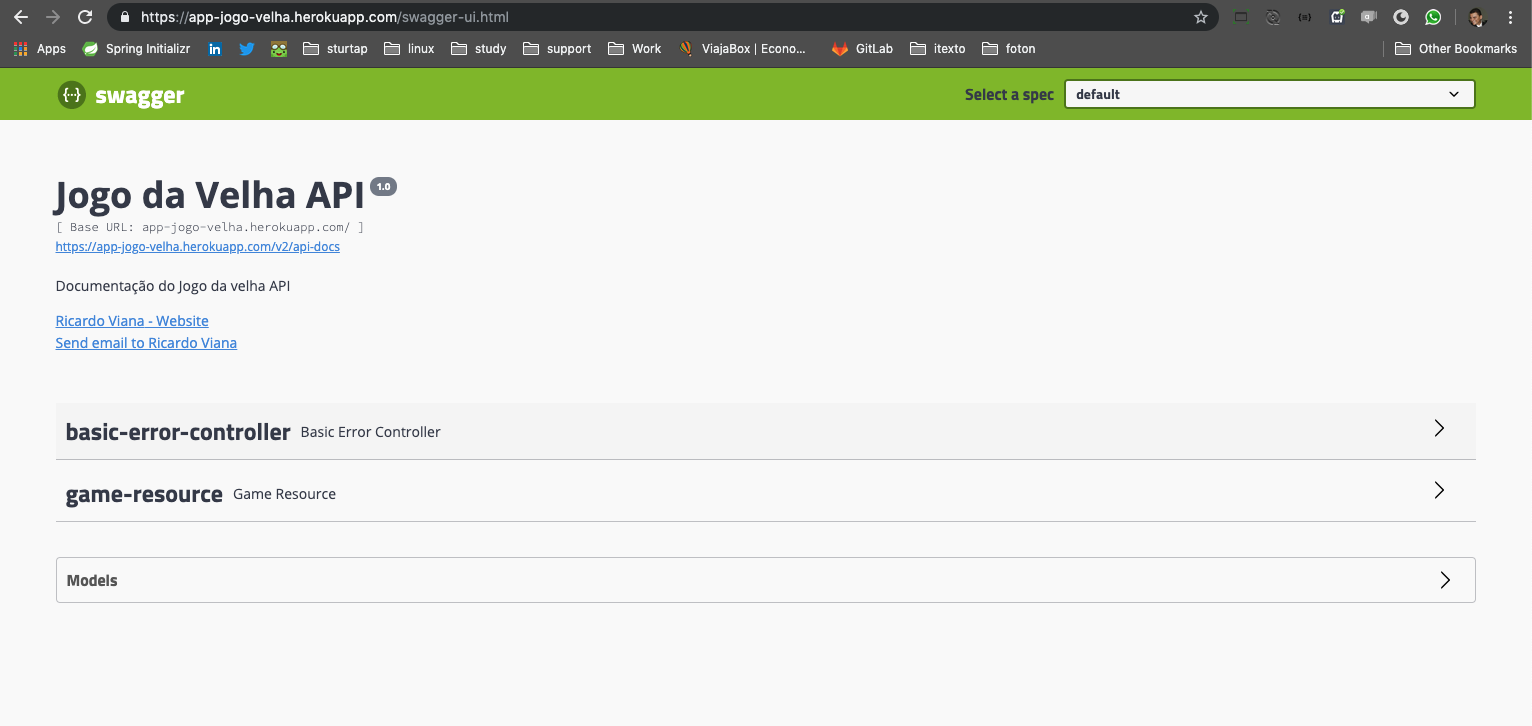 https://app-jogo-velha.herokuapp.com/swagger-ui.html
Apps Spring Initializr in sturtap linux study support Work ViajaBox | Econo... GitLab itexto foton Other Bookmarks
{···} swagger Select a spec default
Jogo da Velha API 1.0
[ Base URL: app-jogo-velha.herokuapp.com/ ]
https://app-jogo-velha.herokuapp.com/v2/api-docs
Documentação do Jogo da velha API
Ricardo Viana - Website
Send email to Ricardo Viana
basic-error-controller Basic Error Controller
game-resource Game Resource
Models